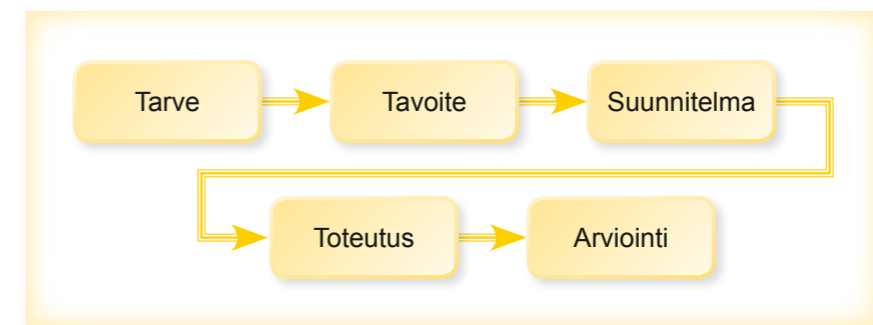 Tarve
Tavoite
Suunnitelma
Toteutus
Arviointi